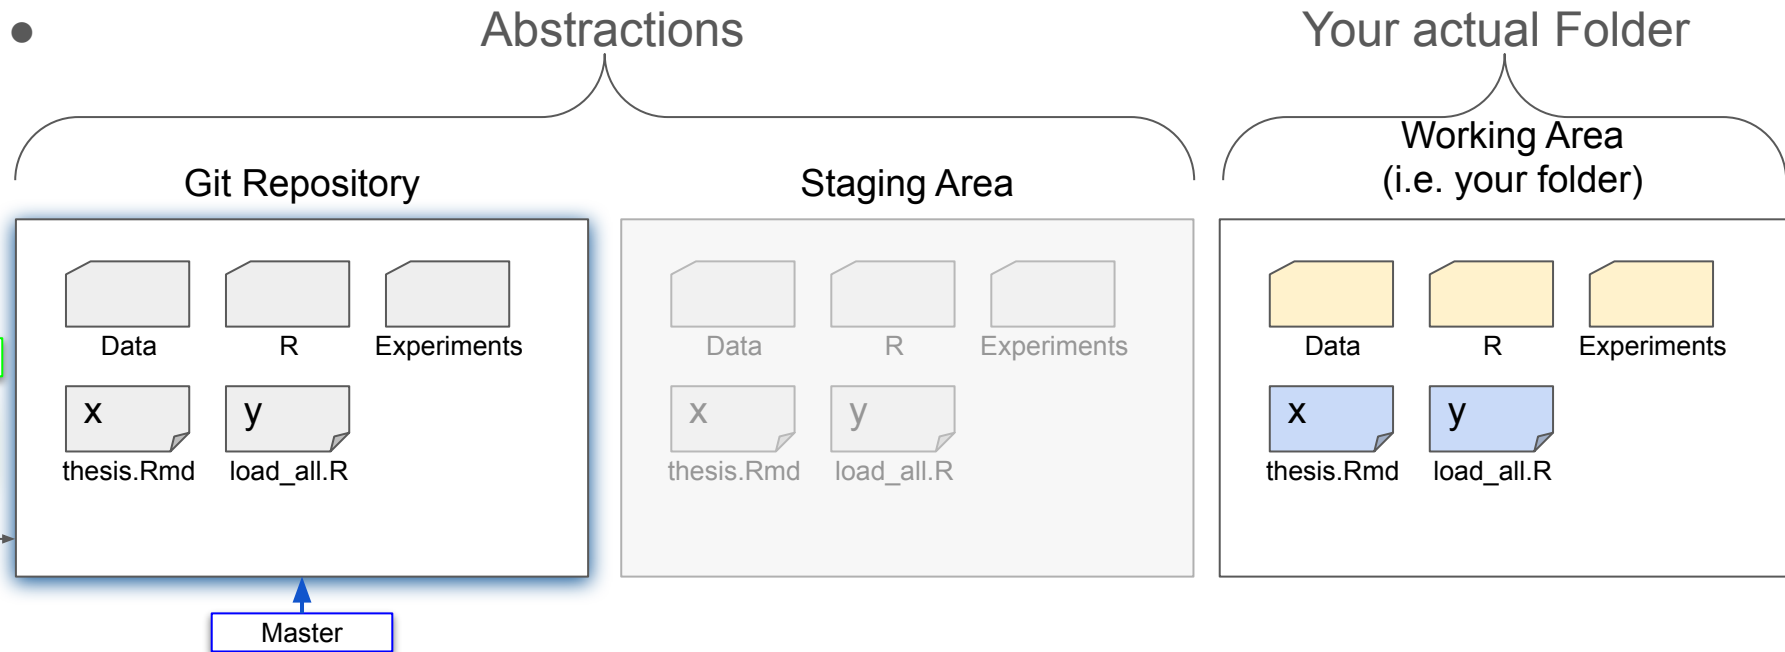 Abstractions
Your actual Folder
Git Repository
Staging Area
Working Area
(i.e. your folder)
Data
R
Experiments
x
y
thesis.Rmd
load_all.R
Data
R
Experiments
x
y
thesis.Rmd
load_all.R
Data
R
Experiments
x
y
thesis.Rmd
load_all.R
Master